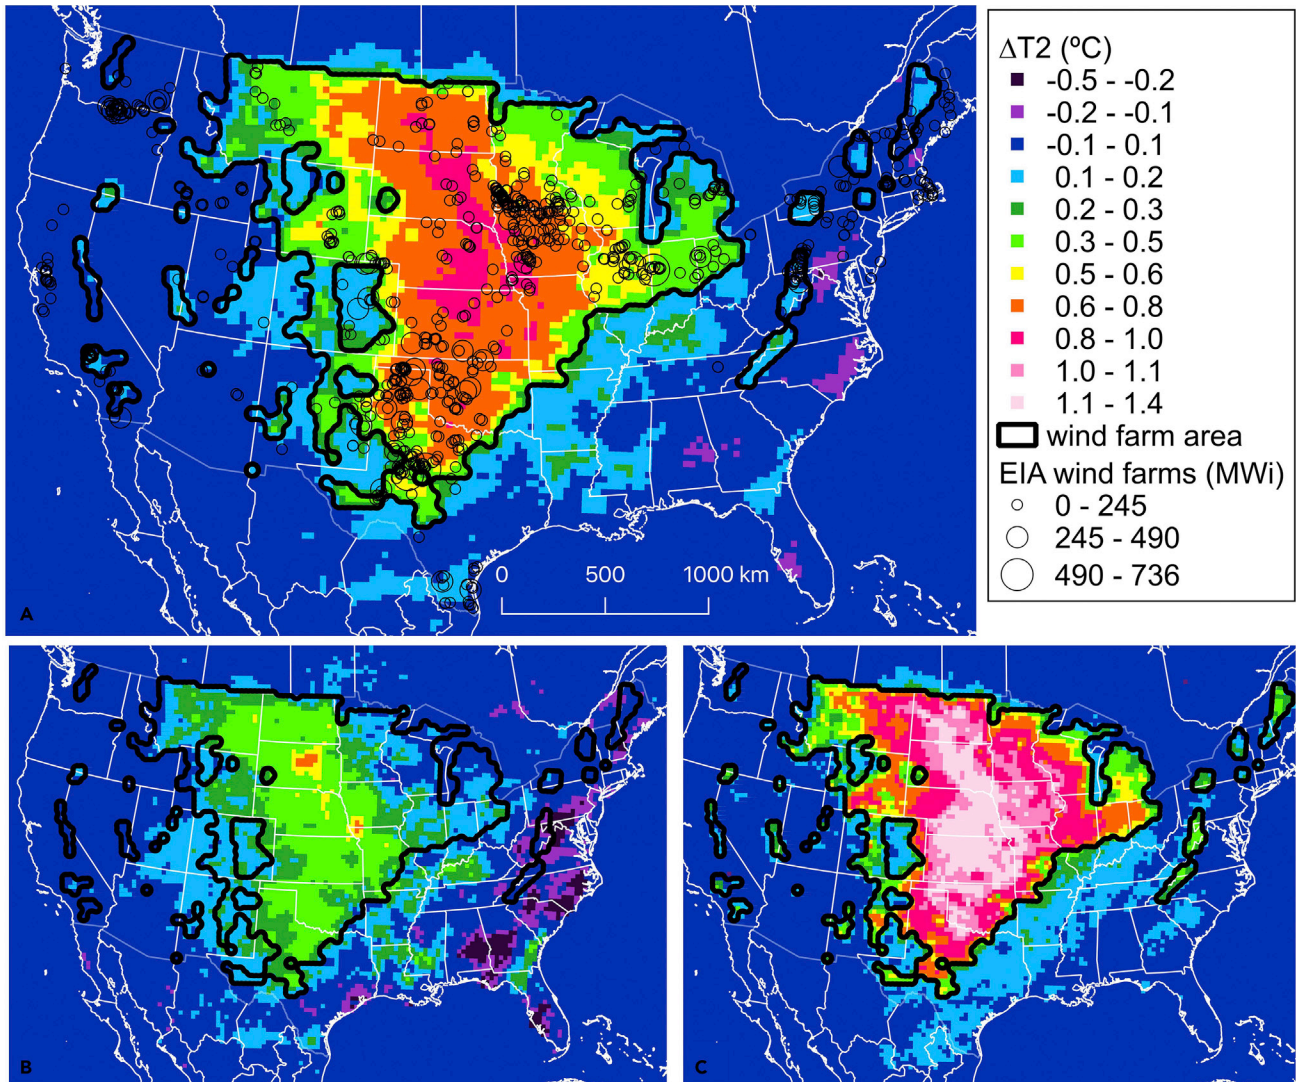 ΔT2 (ºC)
-0.5 - -0.2
-0.2 - -0.1
-0.1 - 0.1
0.1 - 0.2
0.2 - 0.3
0.3 - 0.5
0.5 - 0.6
0.6 - 0.8
0.8 - 1.0
1.0 - 1.1
1.1 - 1.4
wind farm area
EIA wind farms (MWi)
0 - 245
245 - 490
490 - 736
0 500 1000 km
A
B
C